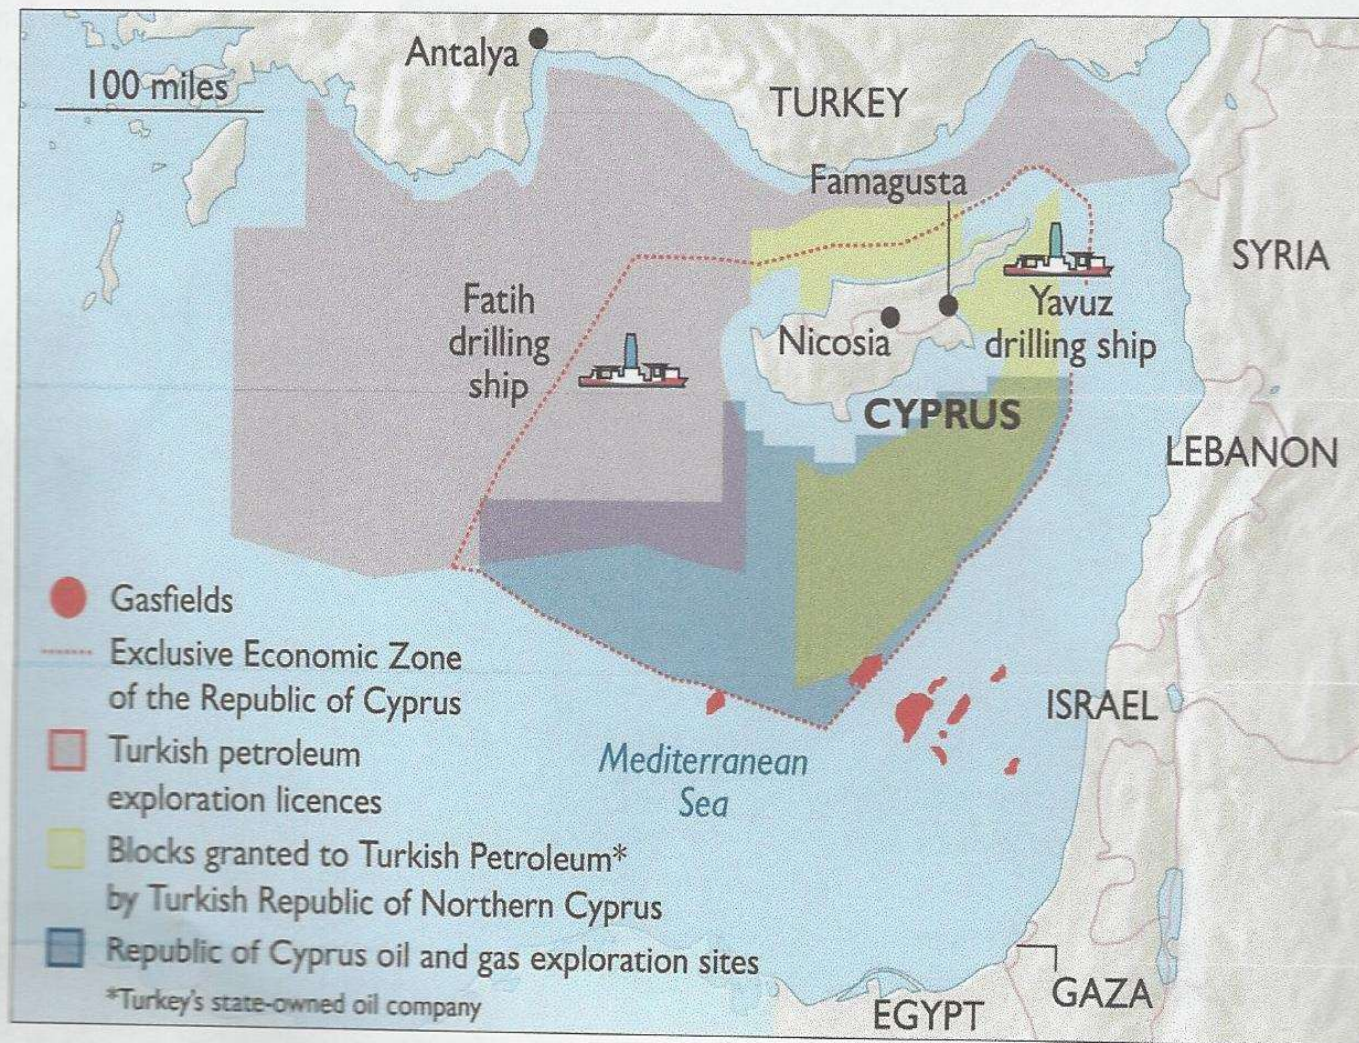 Antalya
100 miles
TURKEY
Famagusta
SYRIA
Fatih
drilling
ship
Nicosia
Yavuz
drilling ship
CYPRUS
LEBANON
Gasfields
Exclusive Economic Zone
of the Republic of Cyprus
ISRAEL
Turkish petroleum
exploration licences
Mediterranean
Sea
Blocks granted to Turkish Petroleum*
by Turkish Republic of Northern Cyprus
Republic of Cyprus oil and gas exploration sites
*Turkey's state-owned oil company
GAZA
EGYPT